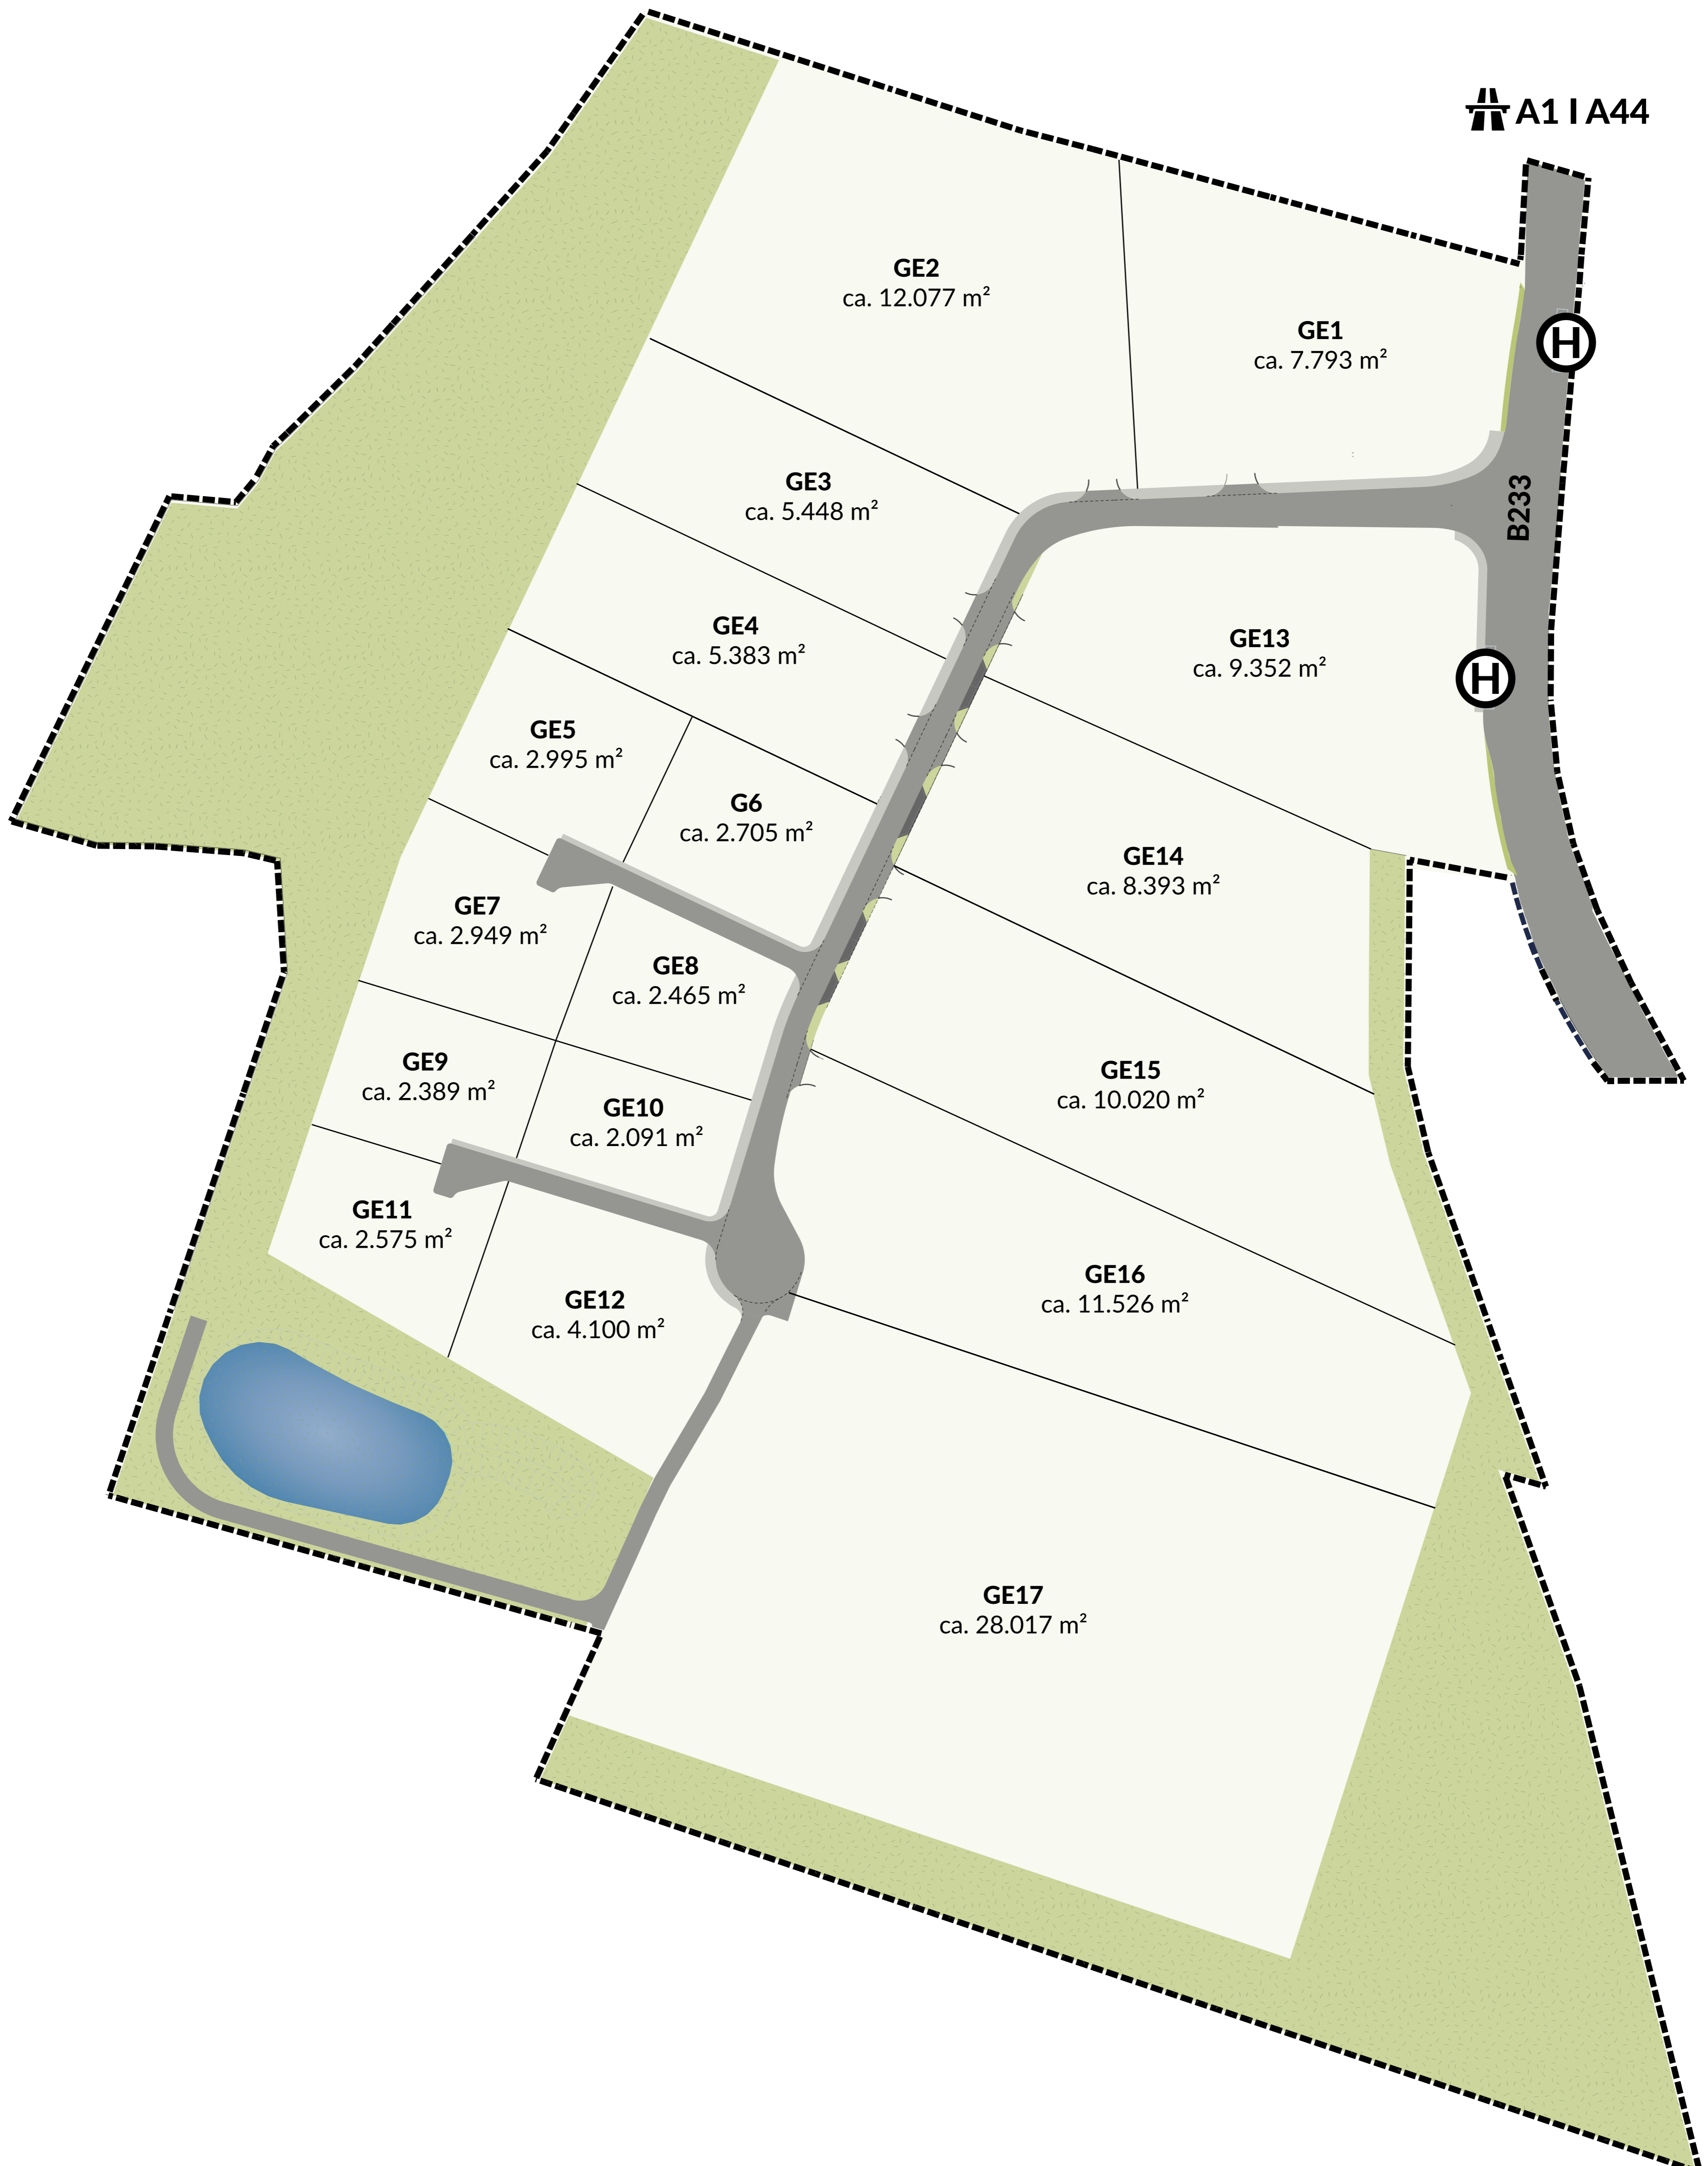 A1 I A44
GE2
ca. 12.077 m²
GE1
ca. 7.793 m²
H
GE3
ca. 5.448 m²
B233
GE4
ca. 5.383 m²
GE13
ca. 9.352 m²
H
GE5
ca. 2.995 m²
G6
ca. 2.705 m²
GE14
ca. 8.393 m²
GE7
ca. 2.949 m²
GE8
ca. 2.465 m²
GE9
ca. 2.389 m²
GE15
ca. 10.020 m²
GE10
ca. 2.091 m²
GE11
ca. 2.575 m²
GE16
ca. 11.526 m²
GE12
ca. 4.100 m²
GE17
ca. 28.017 m²